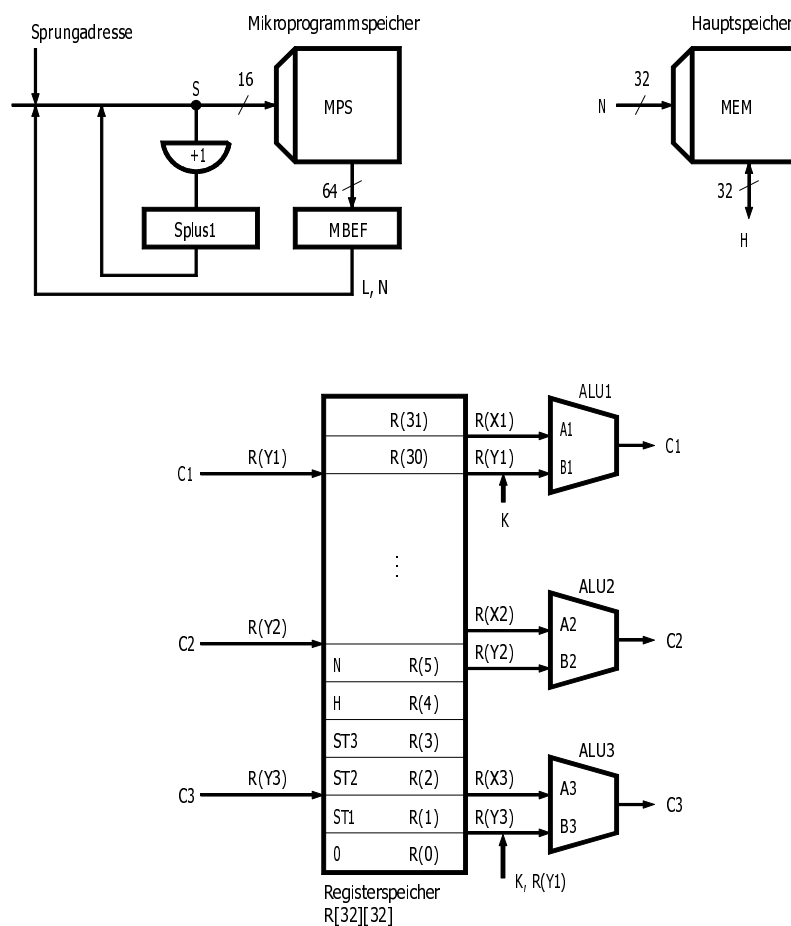 Sprungadresse
Mikroprogrammspeicher
Hauptspeicher
S
16
MPS
N
32
MEM
+1
64
32
Splus1
MBEF
H
L, N
ALU1
R(31)
R(X1)
A1
C1
R(Y1)
R(30)
R(Y1)
B1
C1
K
⋮
ALU2
R(X2)
A2
C2
R(Y2)
R(Y2)
B2
C2
N R(5)
H R(4)
ST3 R(3)
ALU3
R(Y3)
ST2 R(2)
R(X3)
A3
C3
C3
ST1 R(1)
R(Y3)
B3
0 R(0)
K, R(Y1)
Registerspeicher
R[32][32]